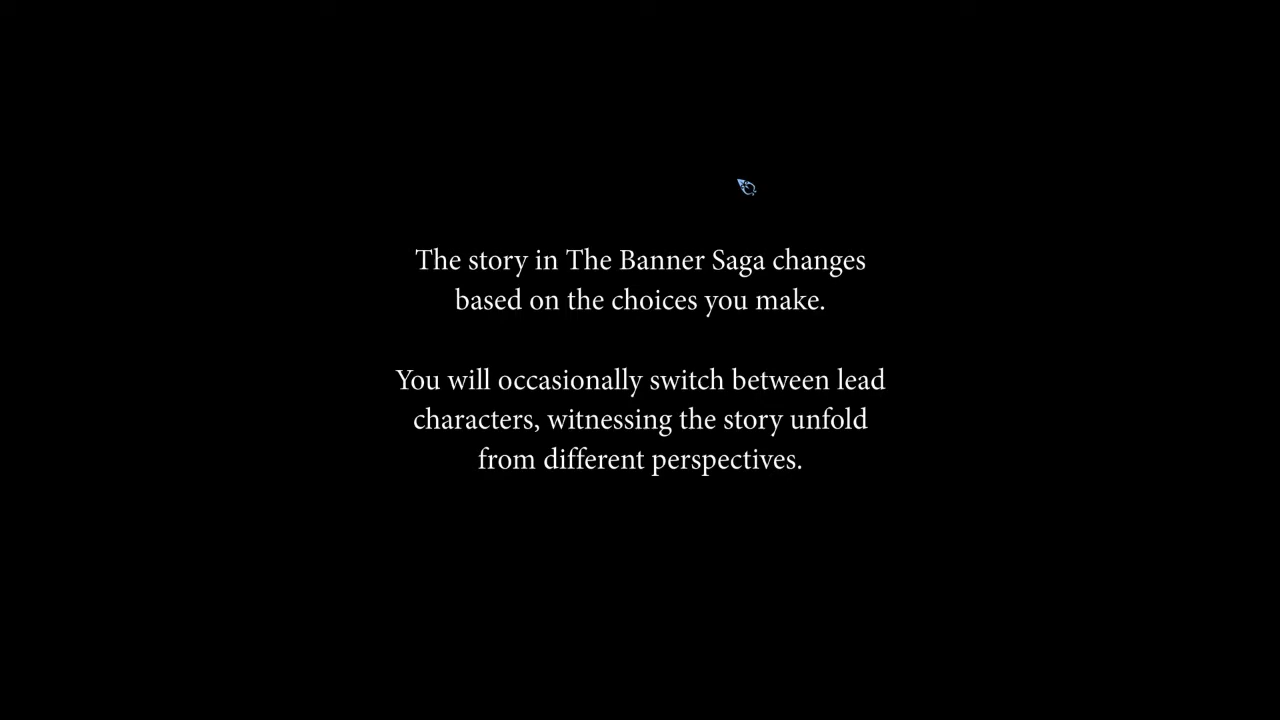 The story in The Banner Saga changes
based on the choices you make.
You will occasionally switch between lead
characters, witnessing the story unfold
from different perspectives.